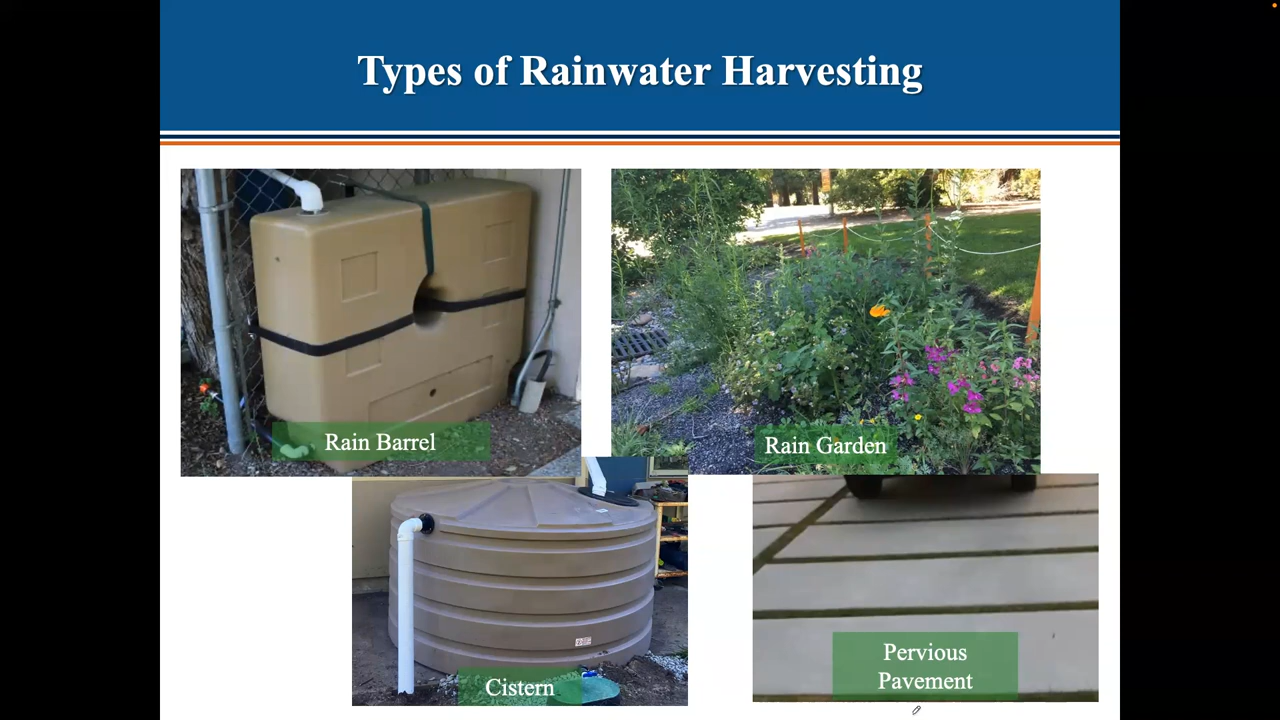 Types of Rainwater Harvesting
Rain Barrel
Rain Garden
Cistern
Pervious
Pavement